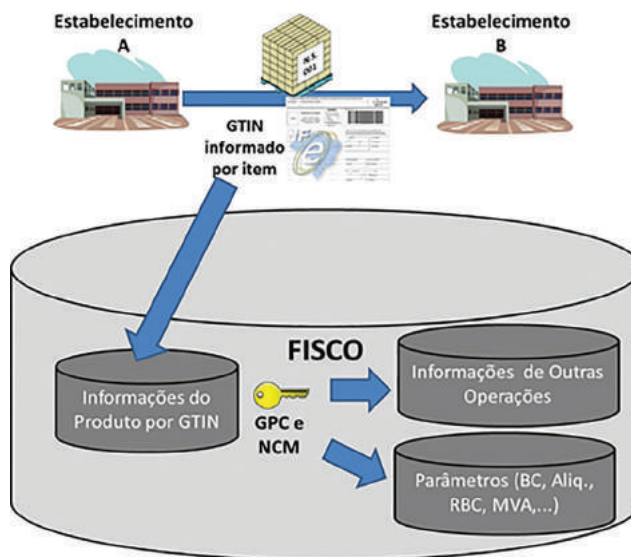 Estabelecimento
A
N.S.
001
Estabelecimento
B
GTIN
informado
por item
e
FISCO
Informações do
Produto por GTIN
GPC e
NCM
Informações de Outras
Operações
Parâmetros (BC, Aliq.,
RBC, MVA,...)